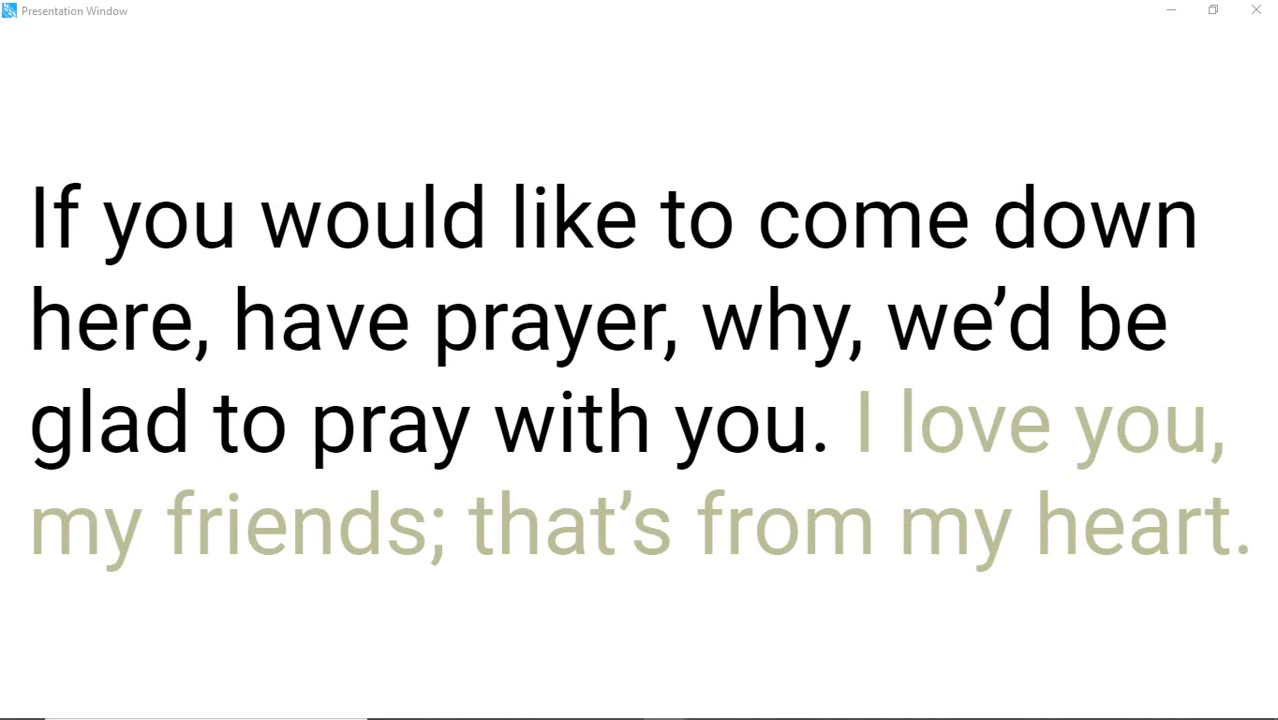 Presentation Window
If you would like to come down
here, have prayer, why, we’d be
glad to pray with you. I love you,
my friends; that’s from my heart.